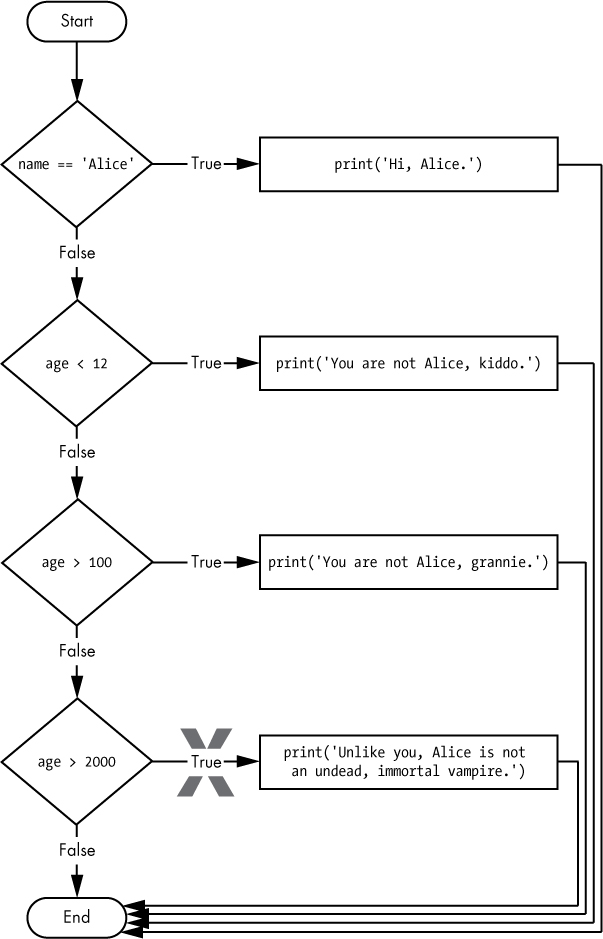 Start
name == 'Alice'
True
print('Hi, Alice.')
False
age < 12
True
print('You are not Alice, kiddo.')
False
age > 100
True
print('You are not Alice, grannie.')
False
age > 2000
True
print('Unlike you, Alice is not
an undead, immortal vampire.')
False
End